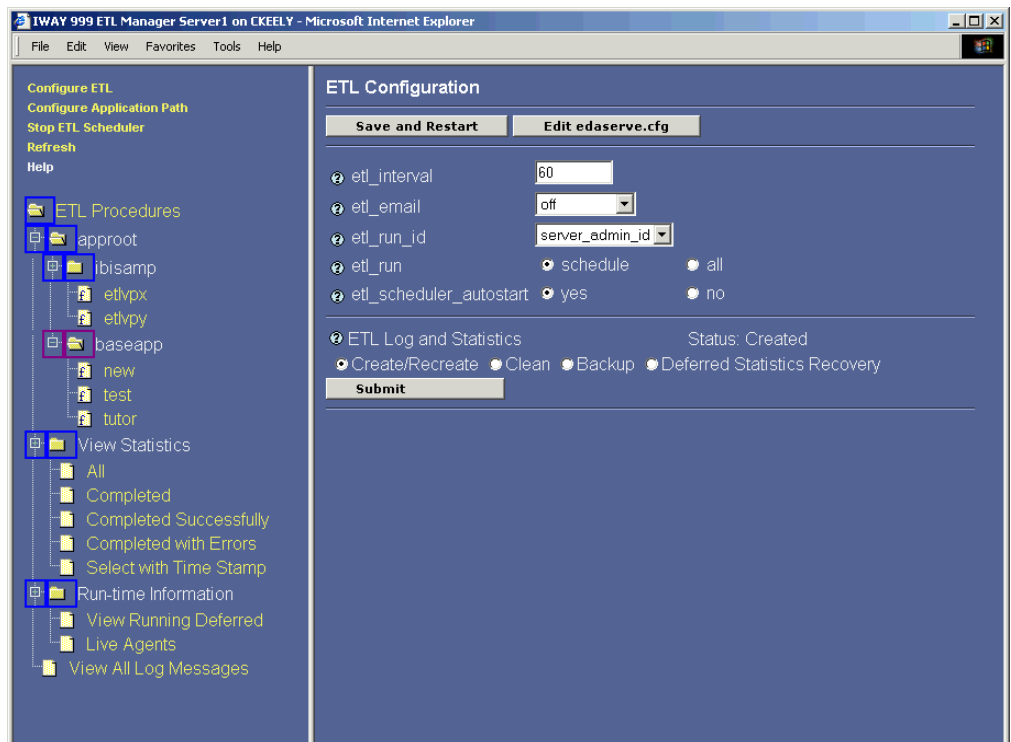 IWAY 999 ETL Manager Server1 on CKEELY - Microsoft Internet Explorer
File Edit View Favorites Tools Help
Configure ETL
Configure Application Path
Stop ETL Scheduler
Refresh
Help
ETL Procedures
approot
ibisamp
etlvpx
etlvpy
baseapp
new
test
tutor
View Statistics
All
Completed
Completed Successfully
Completed with Errors
Select with Time Stamp
Run-time Information
View Running Deferred
Live Agents
View All Log Messages
ETL Configuration
Save and Restart Edit edaserve.cfg
etl_interval 60
etl_email off
etl_run_id server_admin_id
etl_run schedule all
etl_scheduler_autostart yes no
ETL Log and Statistics Status: Created
Create/Recreate Clean Backup Deferred Statistics Recovery
Submit